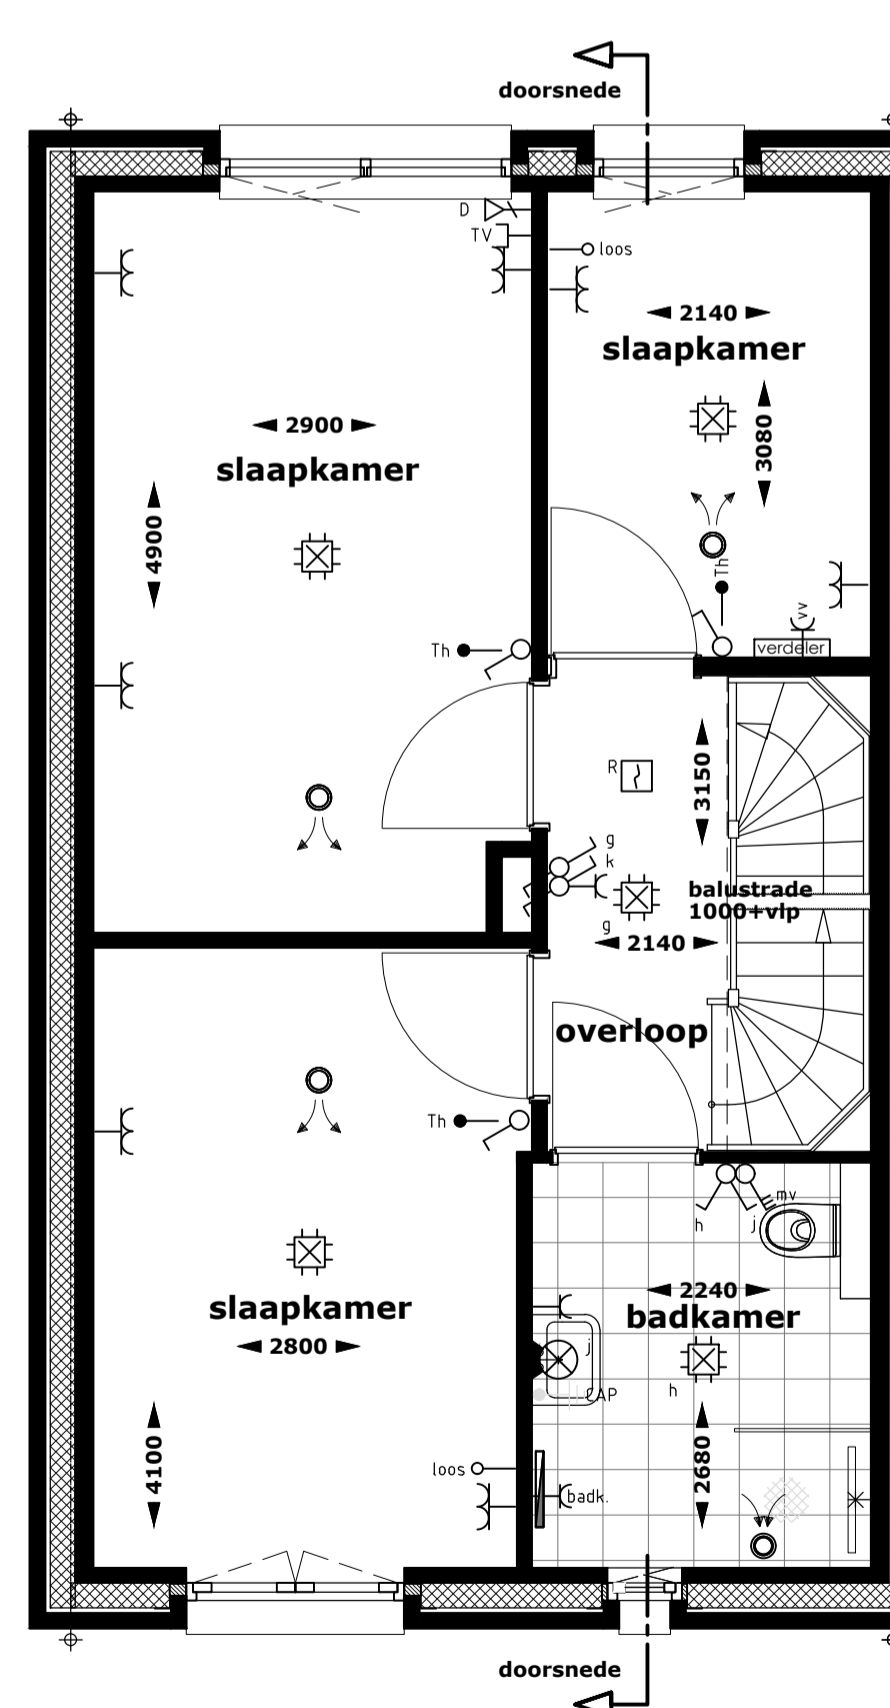 doorsnede
D
TV
loos
2140
slaapkamer
2900
slaapkamer
3080
4900
Th
Th
vv
verdeler
R
3150
g
k
balustrade
1000+vlp
g
2140
overloop
Th
mv
h
j
2240
badkamer
slaapkamer
2800
j
h
CAP
4100
2680
loos
badk.
doorsnede